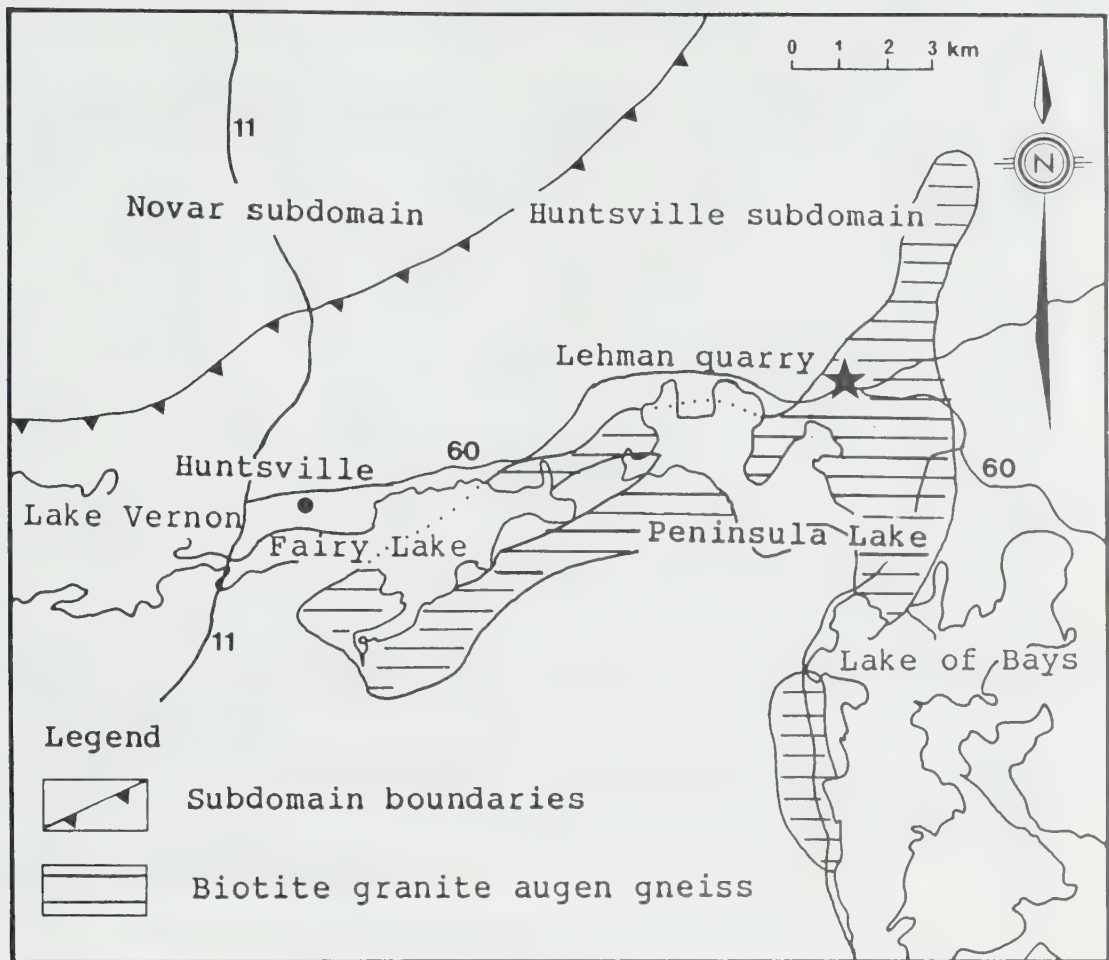 0 1 2 3 km
11
N
Novar subdomain
Huntsville subdomain
Lehman quarry
60
Huntsville
60
Lake Vernon
Fairy Lake
Peninsula Lake
11
Lake of Bays
Legend
Subdomain boundaries
Biotite granite augen gneiss